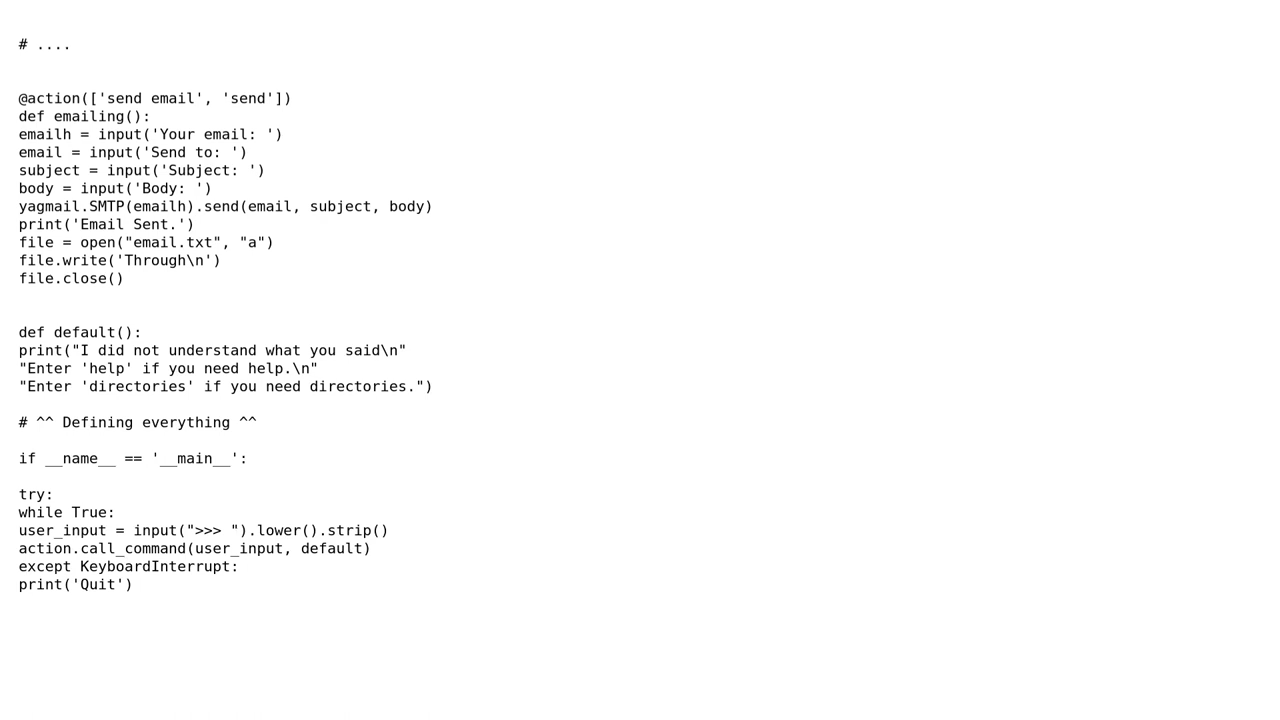 # ....
@action(['send email', 'send'])
def emailing():
emailh = input('Your email: ')
email = input('Send to: ')
subject = input('Subject: ')
body = input('Body: ')
yagmail.SMTP(emailh).send(email, subject, body)
print('Email Sent.')
file = open("email.txt", "a")
file.write('Through\n')
file.close()
def default():
print("I did not understand what you said\n"
"Enter 'help' if you need help.\n"
"Enter 'directories' if you need directories.")
# ^^ Defining everything ^^
if __name__ == '__main__':
try:
while True:
user_input = input(">>> ").lower().strip()
action.call_command(user_input, default)
except KeyboardInterrupt:
print('Quit')